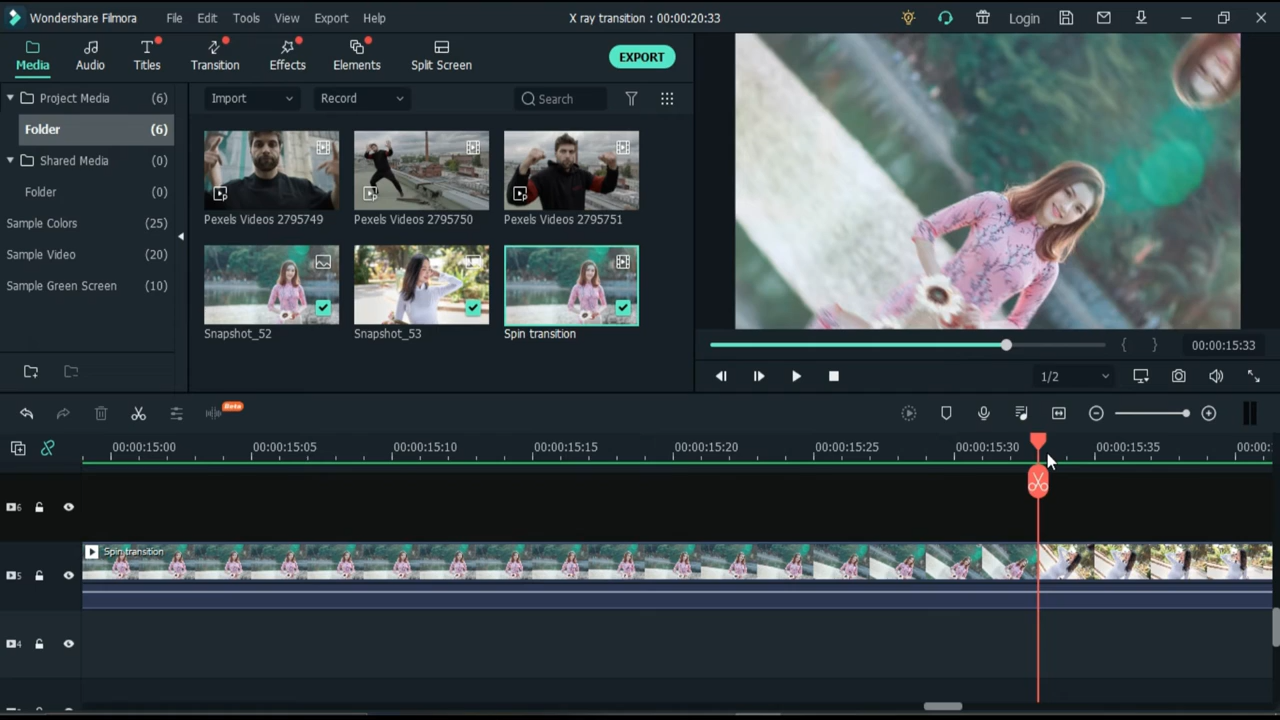 Wondershare Filmora File Edit Tools View Export Help X ray transition : 00:00:20:33 Login
Media Audio Titles Transition Effects Elements Split Screen EXPORT
Project Media (6)
Folder (6)
Shared Media (0)
Folder (0)
Sample Colors (25)
Sample Video (20)
Sample Green Screen (10)
Import Record Search
Pexels Videos 2795749 Pexels Videos 2795750 Pexels Videos 2795751
Snapshot_52 Snapshot_53 Spin transition
{ } 00:00:15:33
1/2
Beta
00:00:15:00 00:00:15:05 00:00:15:10 00:00:15:15 00:00:15:20 00:00:15:25 00:00:15:30 00:00:15:35 00:00:
6
Spin transition
5
4